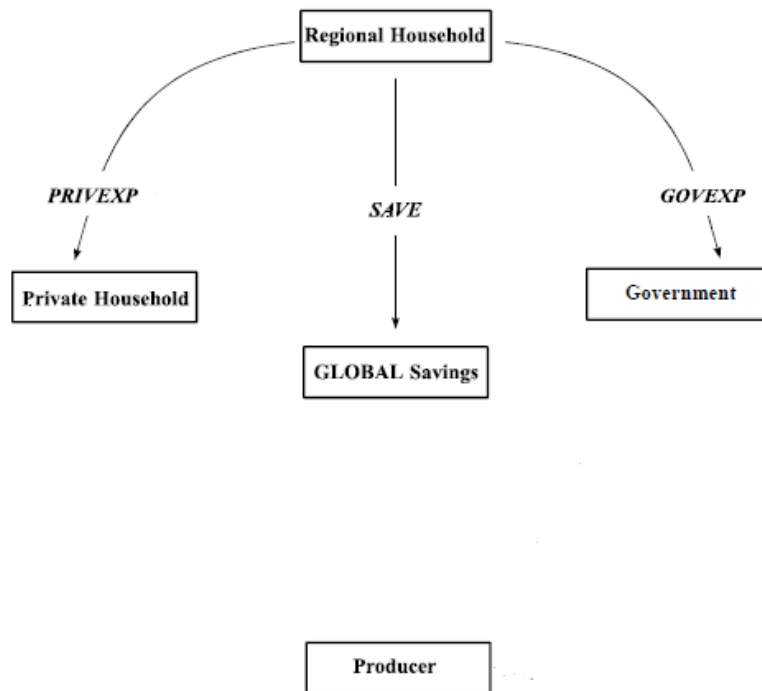 Regional Household
PRIVEXP
SAVE
GOVEXP
Private Household
Government
GLOBAL Savings
Producer